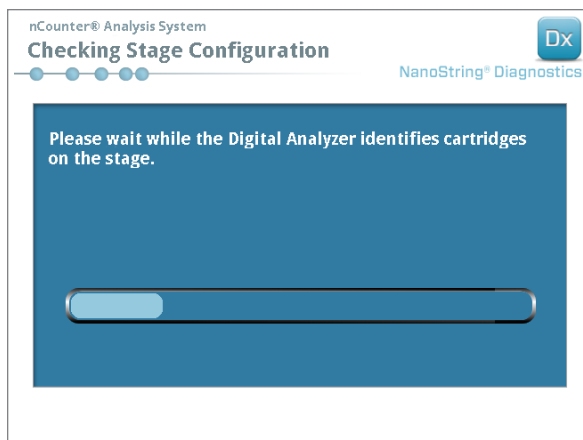 nCounter® Analysis System
Checking Stage Configuration
Dx
NanoString® Diagnostics
Please wait while the Digital Analyzer identifies cartridges
on the stage.